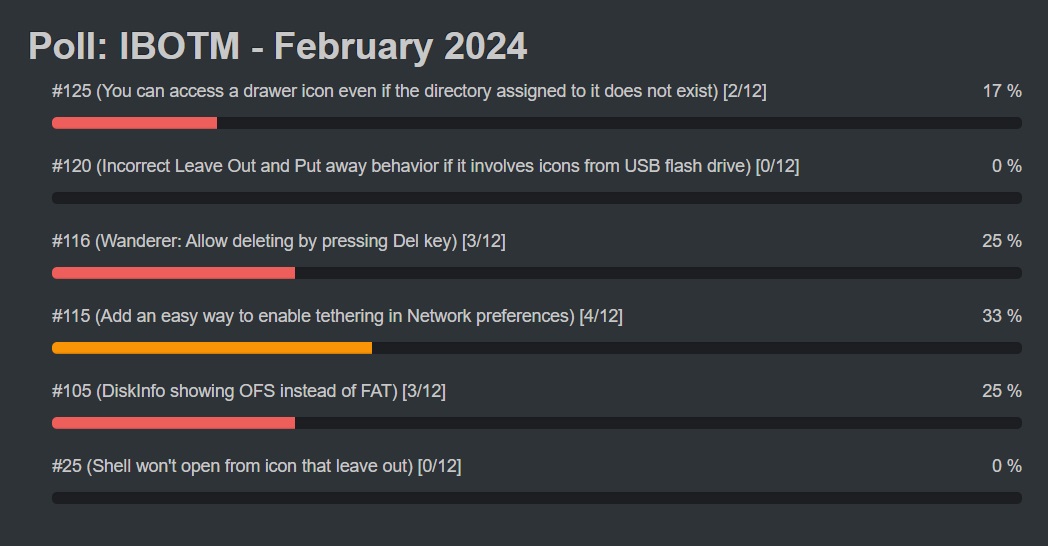 Poll: IBOTM - February 2024
#125 (You can access a drawer icon even if the directory assigned to it does not exist) [2/12] 17 %
#120 (Incorrect Leave Out and Put away behavior if it involves icons from USB flash drive) [0/12] 0 %
#116 (Wanderer: Allow deleting by pressing Del key) [3/12] 25 %
#115 (Add an easy way to enable tethering in Network preferences) [4/12] 33 %
#105 (DiskInfo showing OFS instead of FAT) [3/12] 25 %
#25 (Shell won't open from icon that leave out) [0/12] 0 %